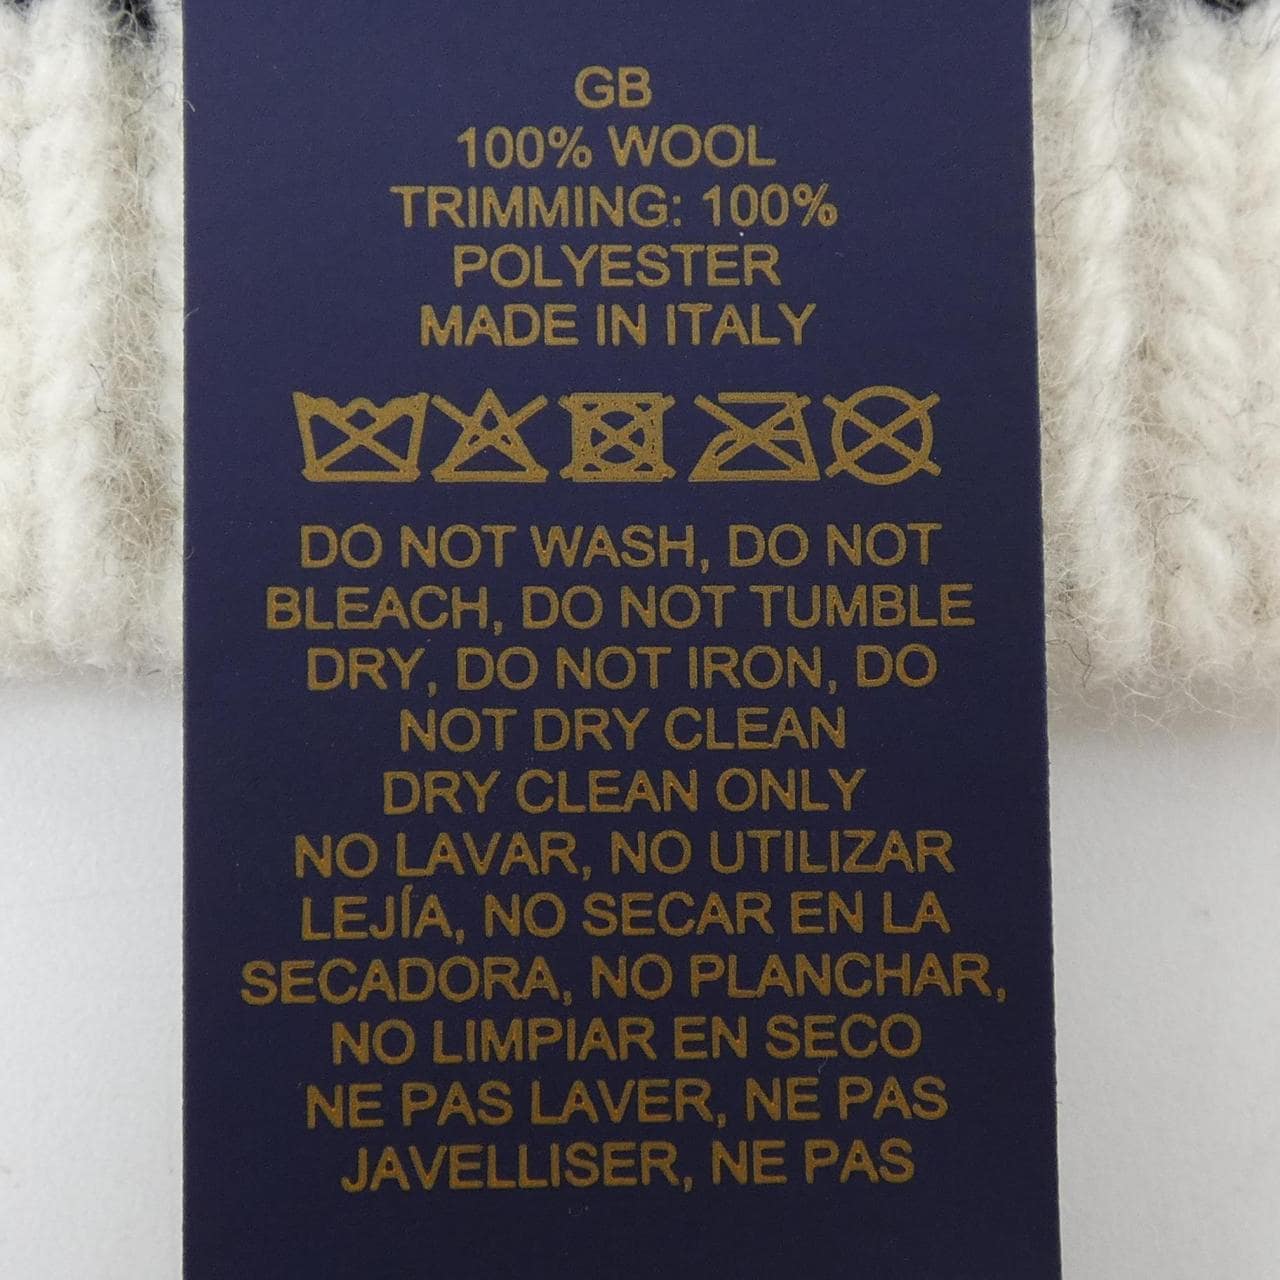 GB
100% WOOL
TRIMMING: 100%
POLYESTER
MADE IN ITALY
DO NOT WASH, DO NOT
BLEACH, DO NOT TUMBLE
DRY, DO NOT IRON, DO
NOT DRY CLEAN
DRY CLEAN ONLY
NO LAVAR, NO UTILIZAR
LEJÍA, NO SECAR EN LA
SECADORA, NO PLANCHAR,
NO LIMPIAR EN SECO
NE PAS LAVER, NE PAS
JAVELLISER, NE PAS